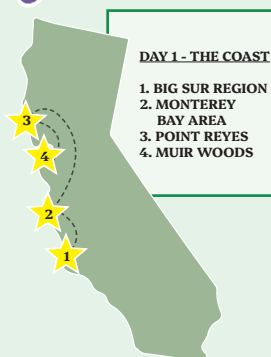 DAY 1 - THE COAST
1. BIG SUR REGION
2. MONTEREY
BAY AREA
3. POINT REYES
4. MUIR WOODS
3
4
2
1